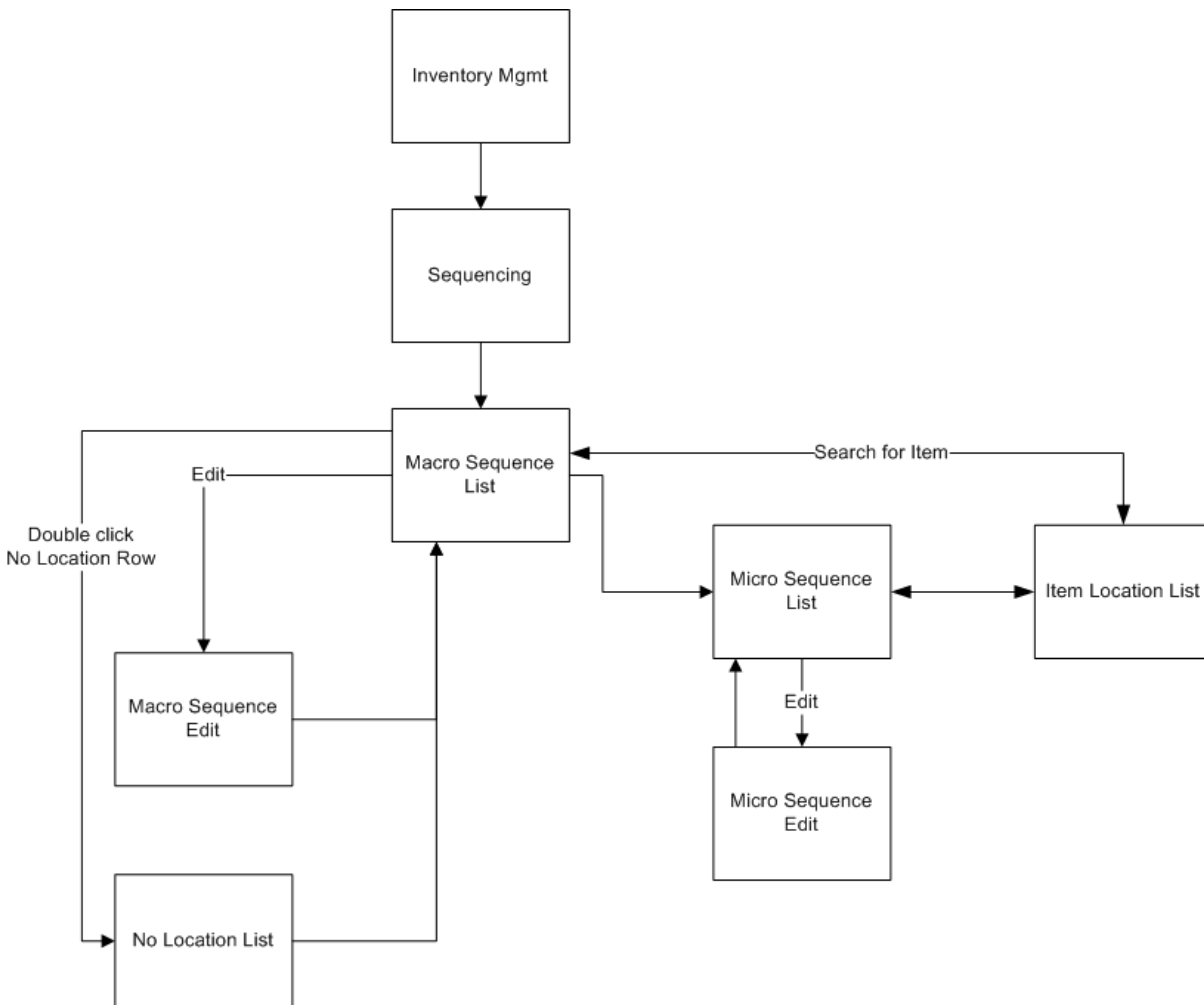 Inventory Mgmt
Sequencing
Macro Sequence
List
Search for Item
Edit
Double click
No Location Row
Micro Sequence
List
Item Location List
Macro Sequence
Edit
Edit
Micro Sequence
Edit
No Location List